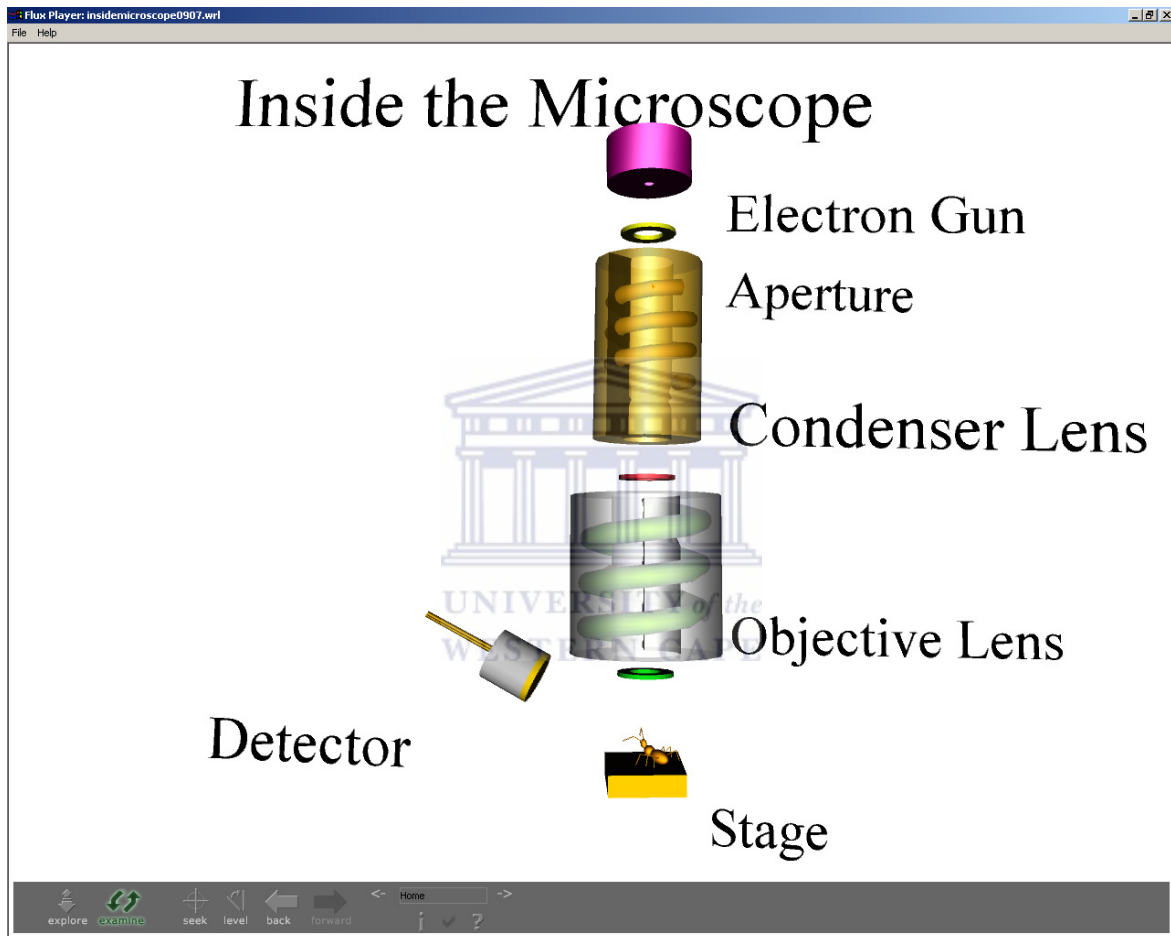 Flux Player: insidemicroscope0907.wrl
File Help
Inside the Microscope
Electron Gun
Aperture
Condenser Lens
UNIVERSITY of the
WESTERN CAPE
Objective Lens
Detector
Stage
explore examine seek level back forward <- Home ->
i ?